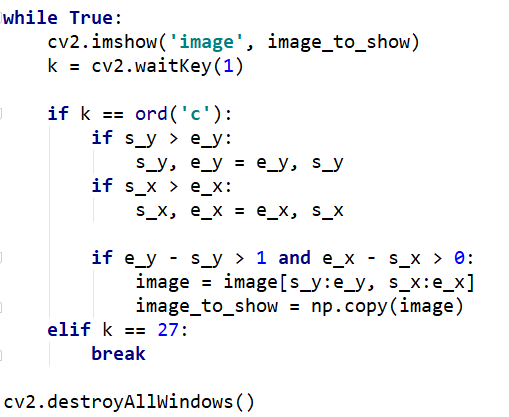 while True:
    cv2.imshow('image', image_to_show)
    k = cv2.waitKey(1)

    if k == ord('c'):
        if s_y > e_y:
            s_y, e_y = e_y, s_y
        if s_x > e_x:
            s_x, e_x = e_x, s_x

        if e_y - s_y > 1 and e_x - s_x > 0:
            image = image[s_y:e_y, s_x:e_x]
            image_to_show = np.copy(image)
    elif k == 27:
        break

cv2.destroyAllWindows()